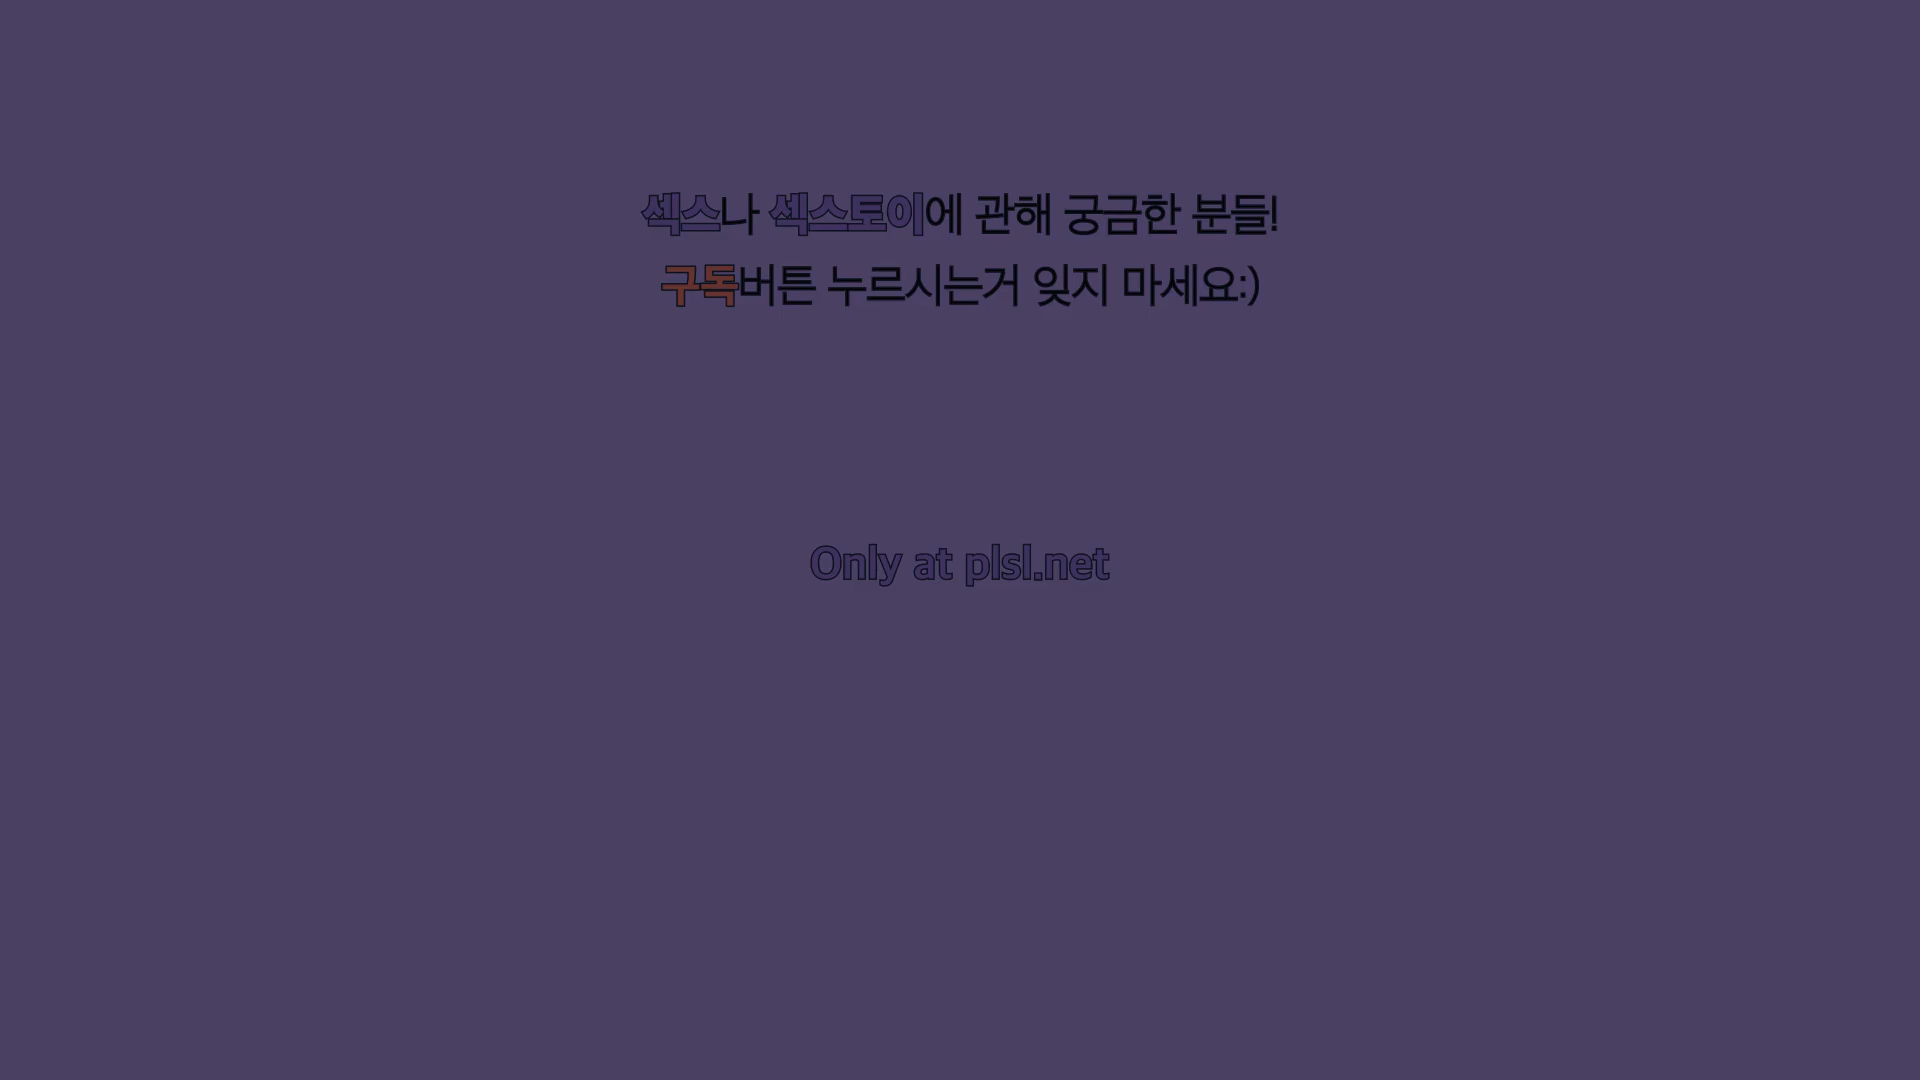 섹스나 섹스토이에 관해 궁금한 분들!
구독버튼 누르시는거 잊지 마세요:)
Only at plsl.net